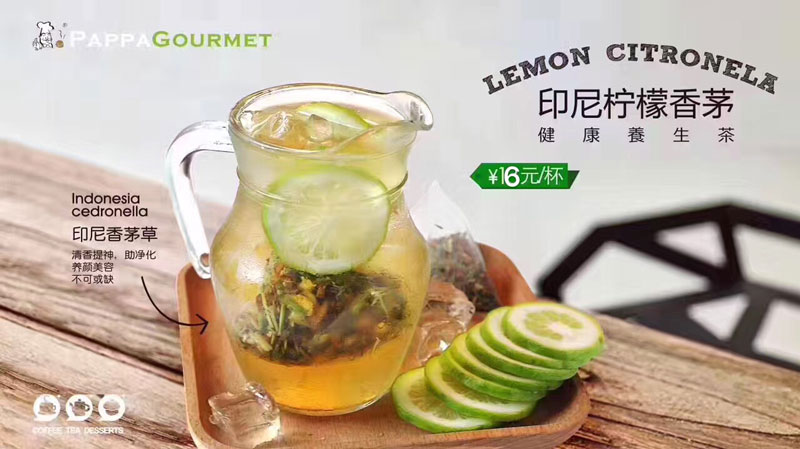 PAPPAGOURMET
LEMON CITRONELA
印尼柠檬香茅
健康養生茶
¥16元/杯
Indonesia
cedronella
印尼香茅草
清香提神，助净化
养颜美容
不可或缺
COFFEE TEA DESSERTS